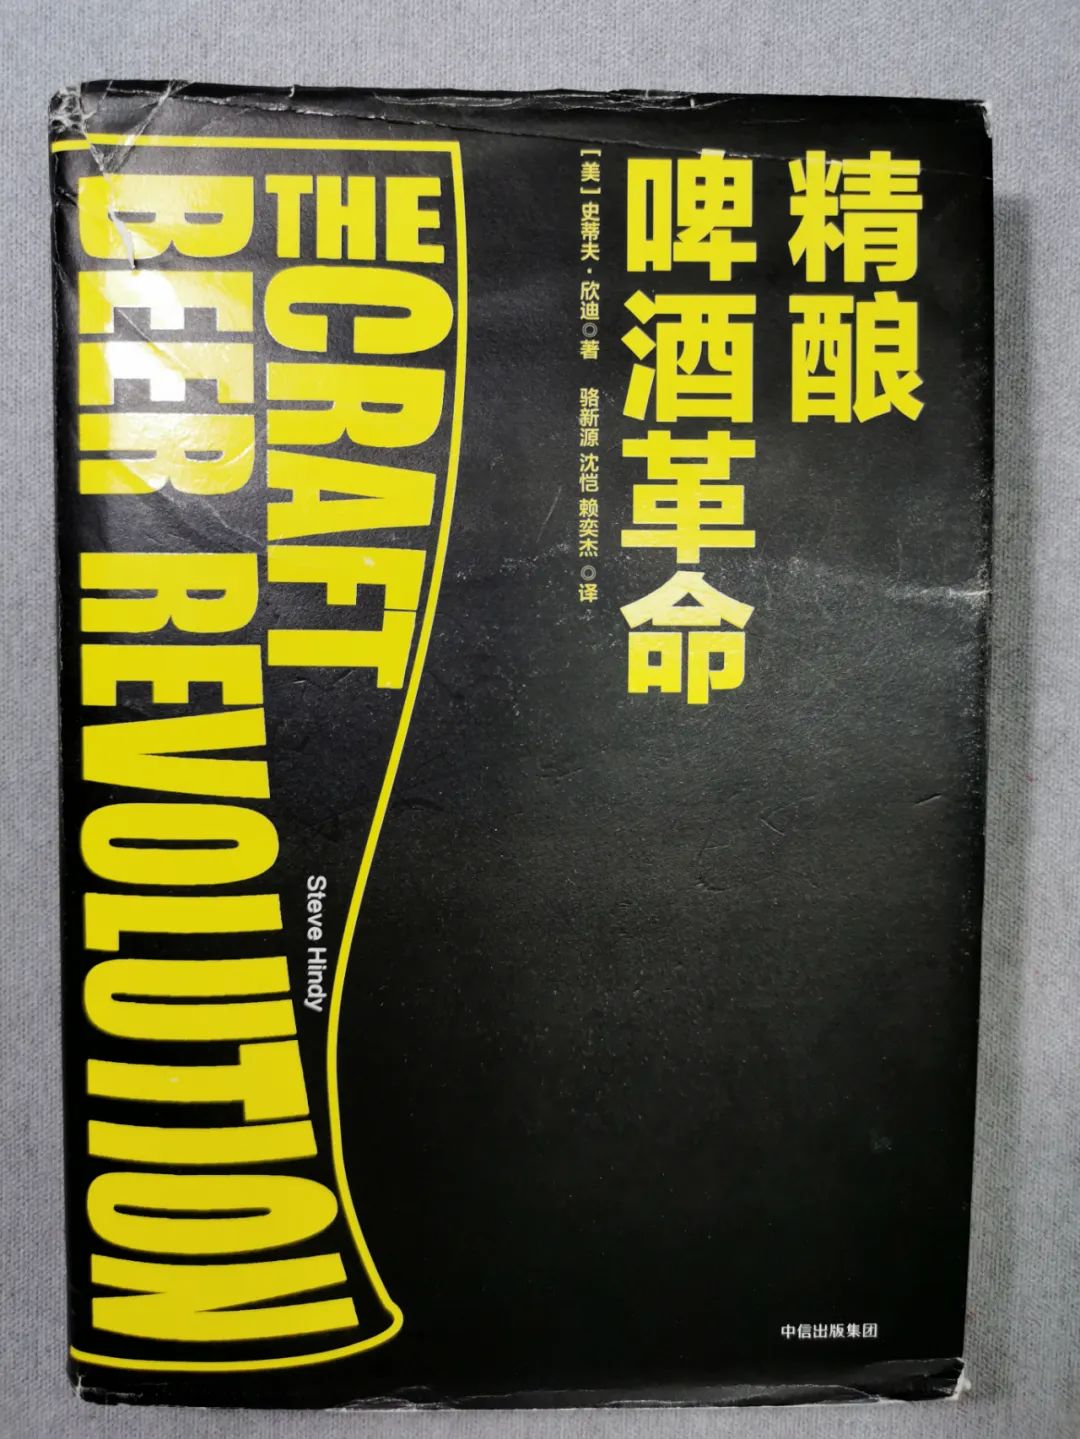 精酿
啤酒革命
[美]史蒂夫·欣迪◎著 骆新源 沈恺 赖奕杰◎译
THE CRAFT
BEER REVOLUTION
Steve Hindy
中信出版集团